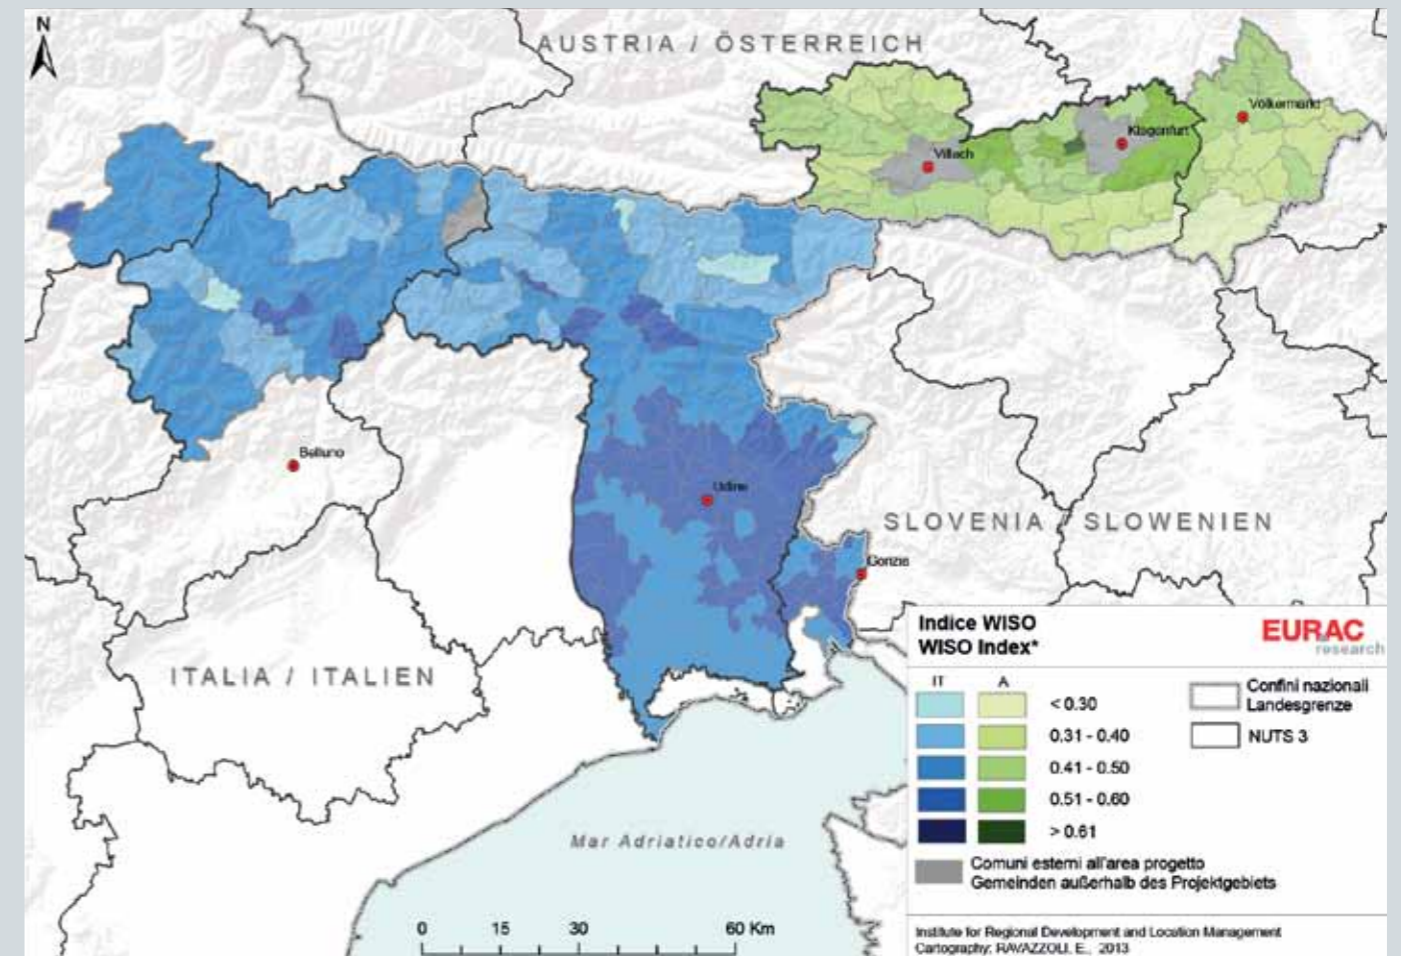 N
AUSTRIA / ÖSTERREICH
Völkermarkt
Klagenfurt
Villach
Belluno
Udine
SLOVENIA / SLOWENIEN
Gorizia
ITALIA / ITALIEN
Mar Adriatico/Adria
0 15 30 60 Km
Indice WISO
WISO Index*
EURAC
research
IT A
< 0.30
0.31 - 0.40
0.41 - 0.50
0.51 - 0.60
> 0.61
Confini nazionali
Landesgrenze
NUTS 3
Comuni esterni all'area progetto
Gemeinden außerhalb des Projektgebiets
Institute for Regional Development and Location Management
Cartography: RAVAZZOLI, E., 2013